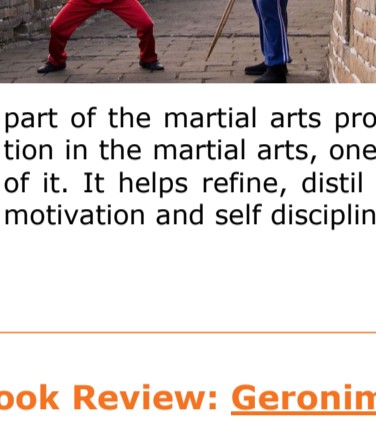 part of the martial arts pro
tion in the martial arts, one
of it. It helps refine, distil
motivation and self disciplin
ook Review: Geronim